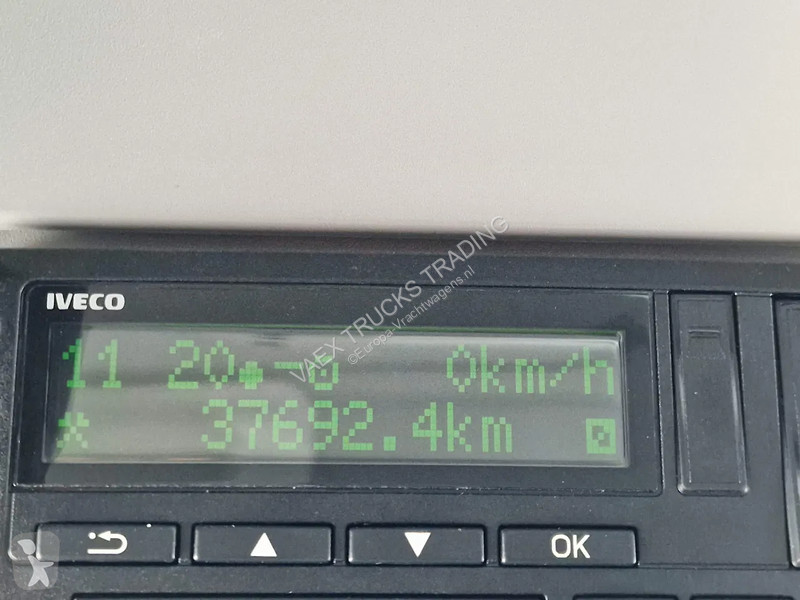 IVECO
11 20 0km/h
37692.4km
OK
VAEX TRUCKS TRADING
©Europa-Vrachtwagens.nl